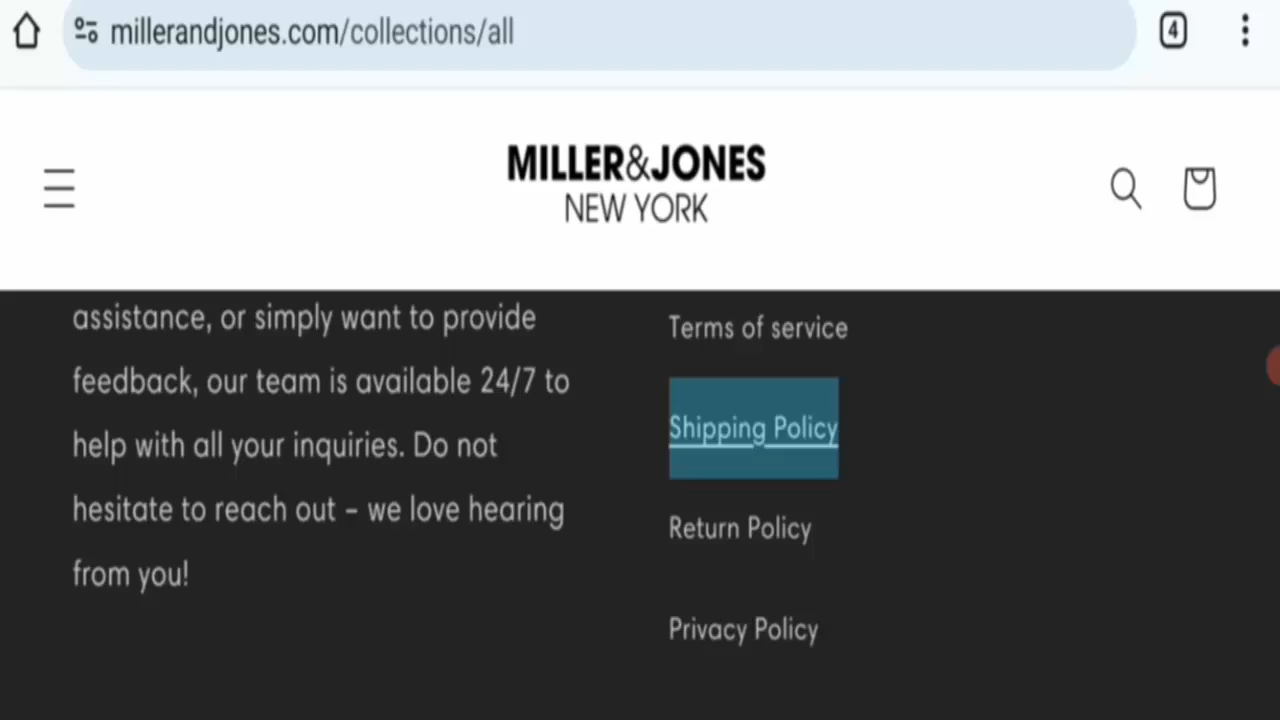 millerandjones.com/collections/all
4
MILLER&JONES
NEW YORK
assistance, or simply want to provide
feedback, our team is available 24/7 to
help with all your inquiries. Do not
hesitate to reach out – we love hearing
from you!
Terms of service
Shipping Policy
Return Policy
Privacy Policy